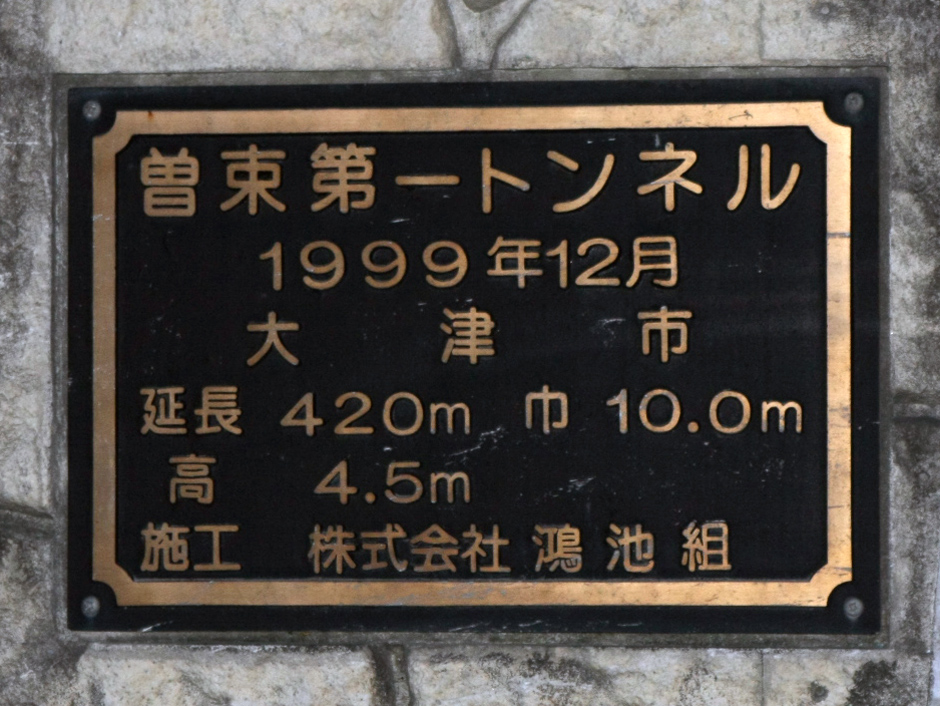 曽束第一トンネル
1999年12月
大津市
延長 420m 巾 10.0m
高 4.5m
施工 株式会社 鴻池組